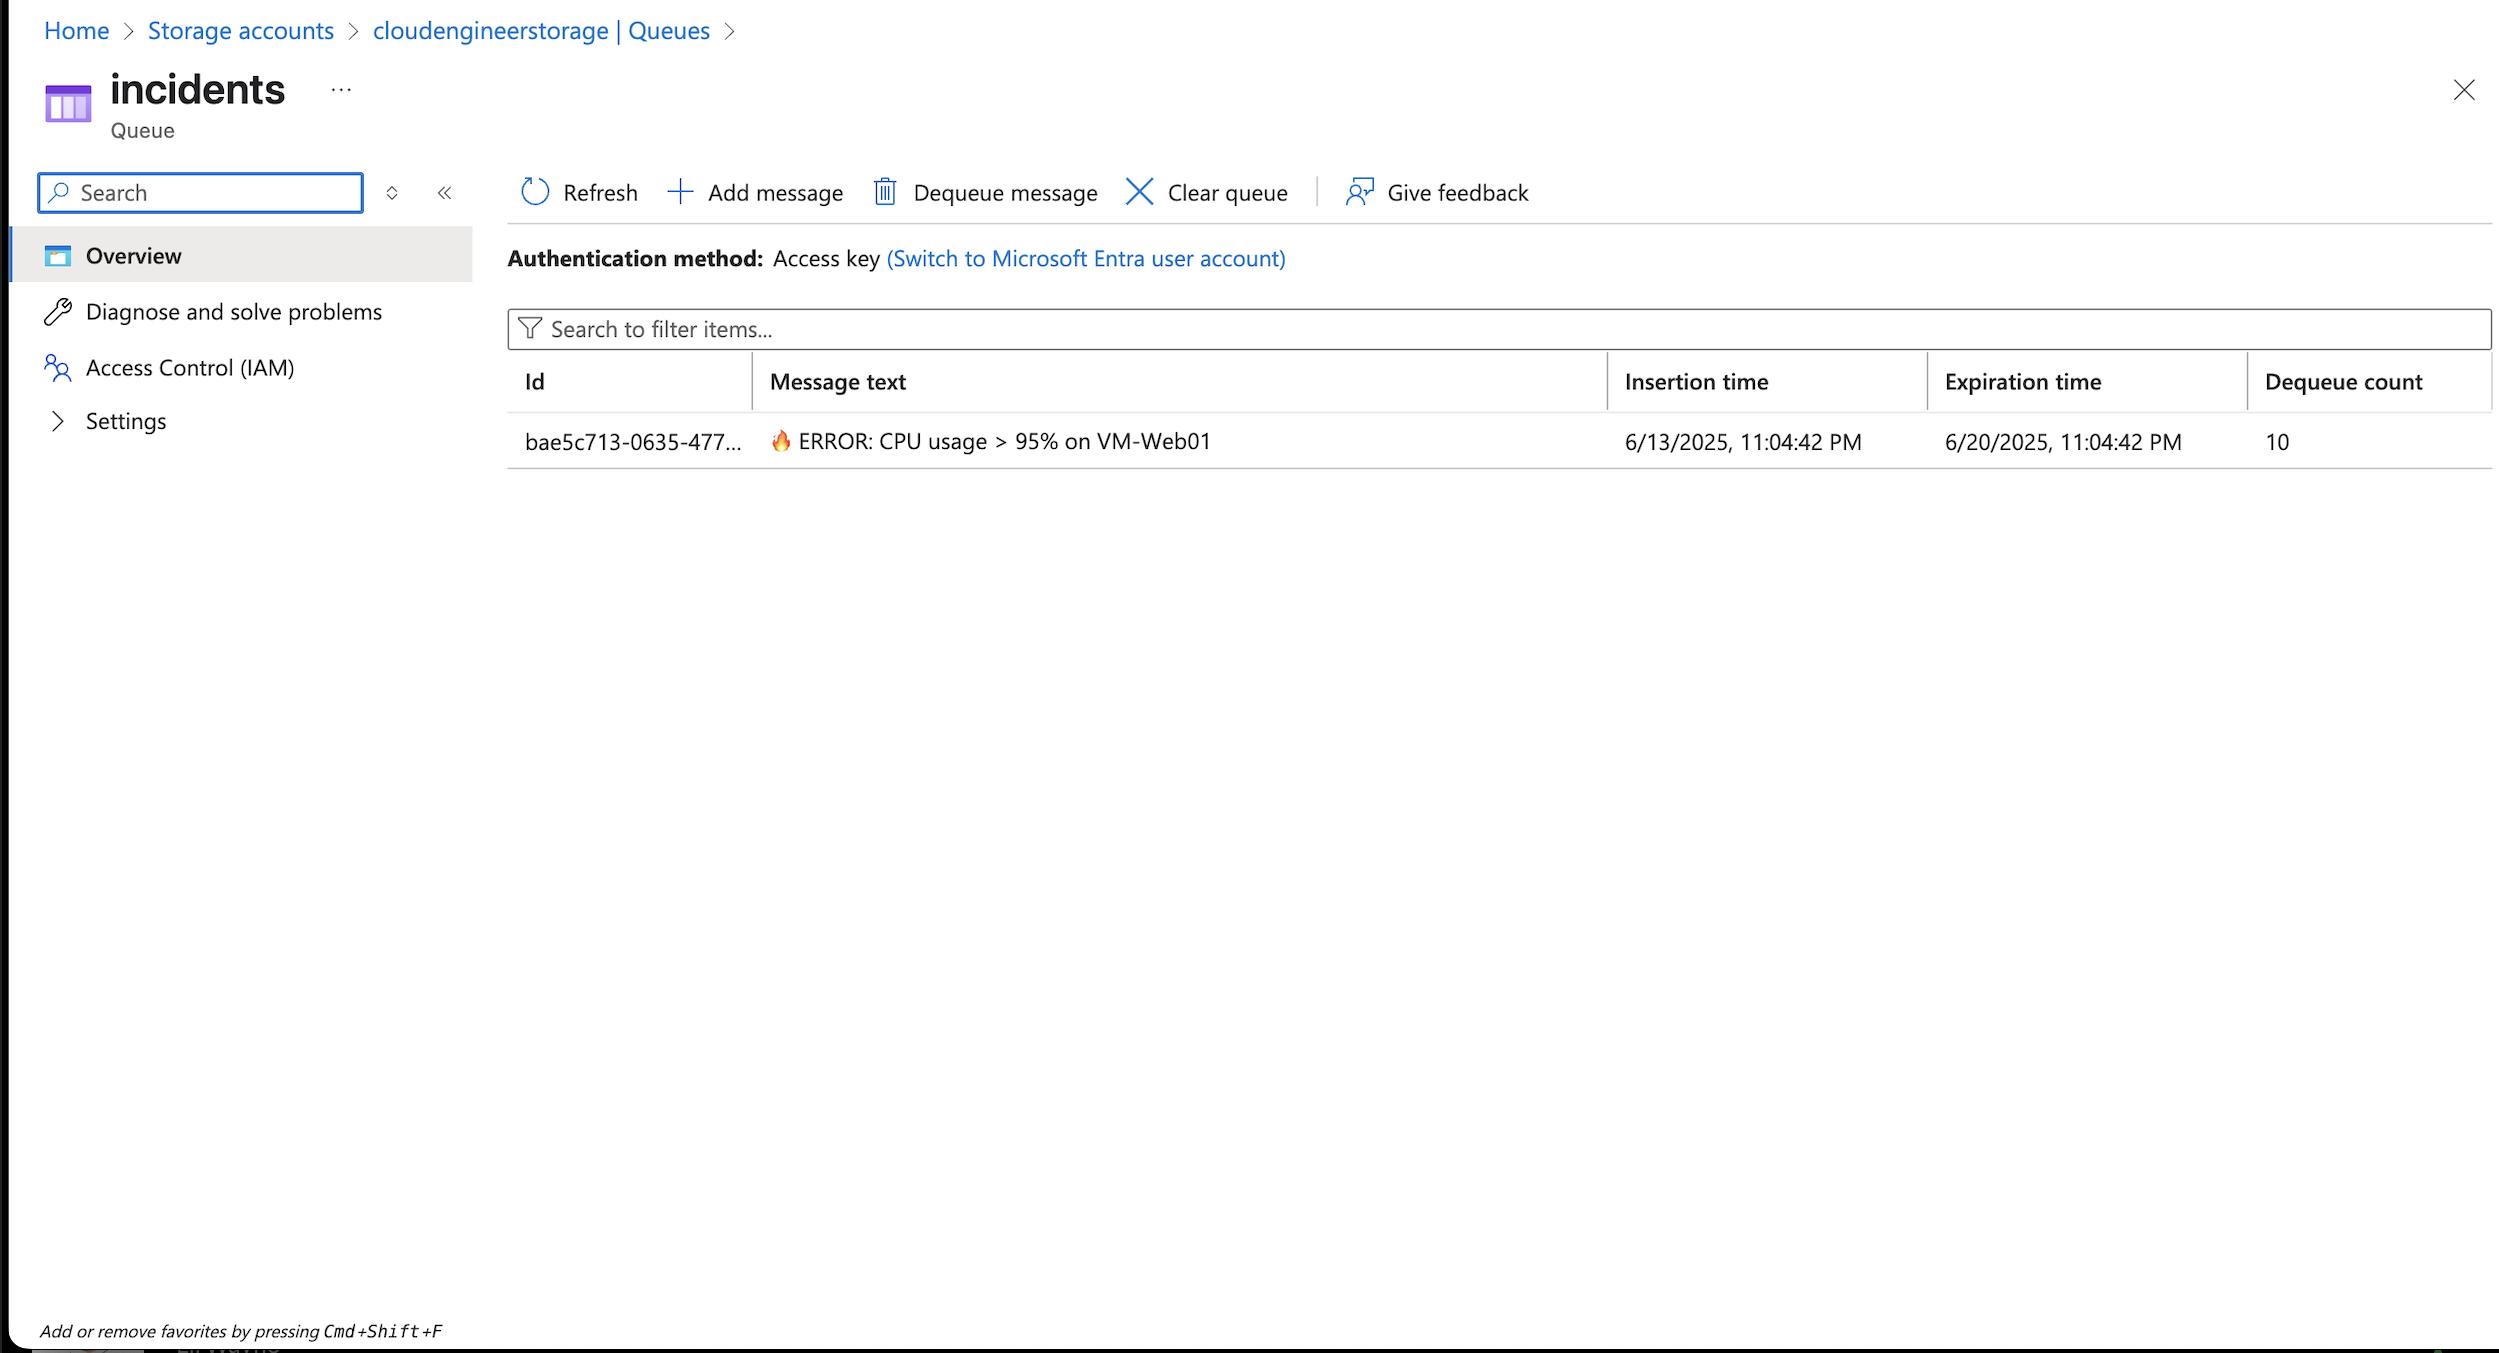 Home > Storage accounts > cloudengineerstorage | Queues >
incidents ...
Queue
Search
Refresh Add message Dequeue message Clear queue Give feedback
Overview
Diagnose and solve problems
Access Control (IAM)
Settings
Authentication method: Access key (Switch to Microsoft Entra user account)
Search to filter items...
Id Message text Insertion time Expiration time Dequeue count
bae5c713-0635-477... 🔥 ERROR: CPU usage > 95% on VM-Web01 6/13/2025, 11:04:42 PM 6/20/2025, 11:04:42 PM 10
Add or remove favorites by pressing Cmd+Shift+F